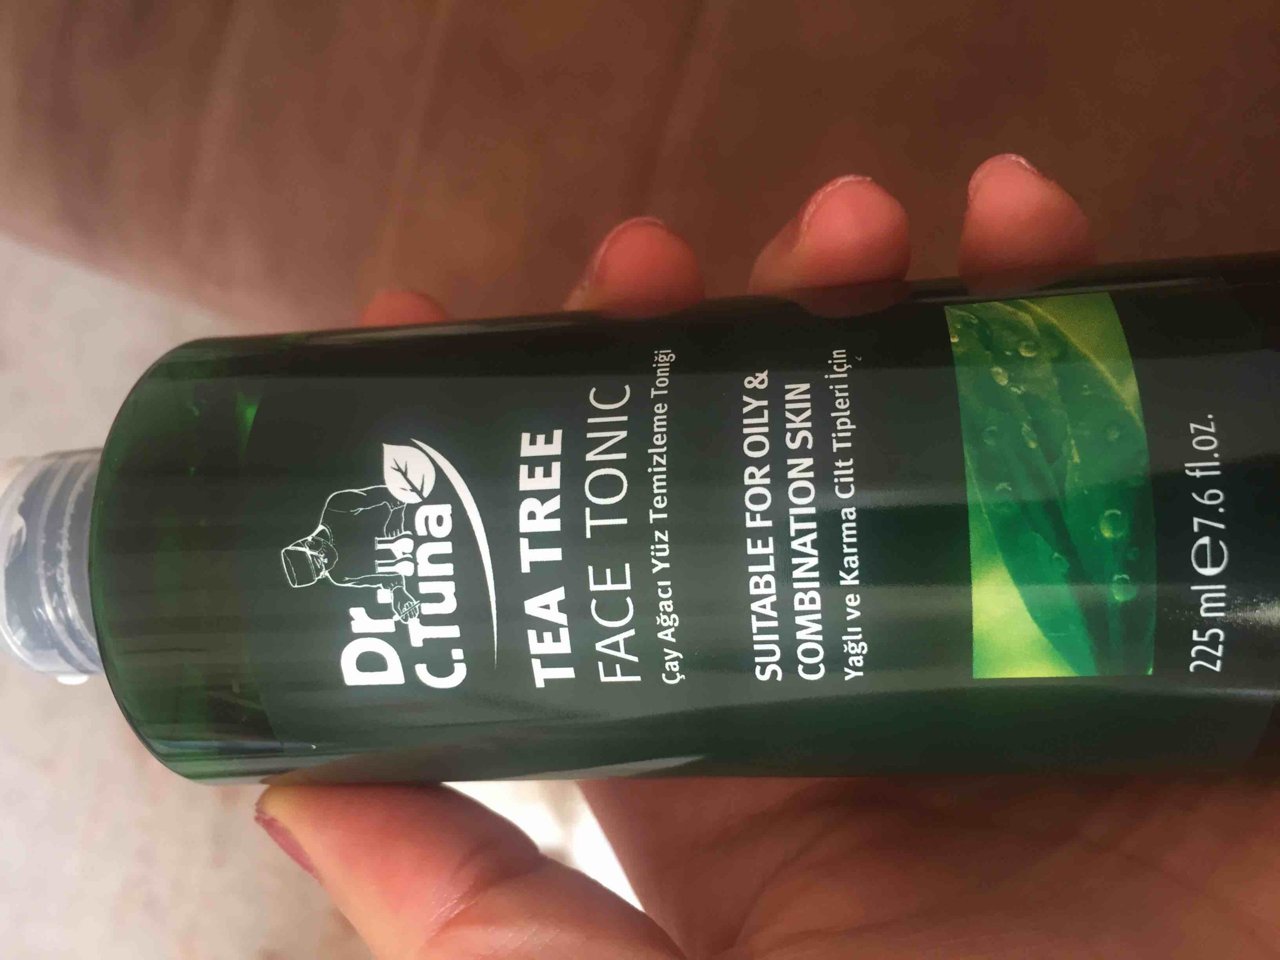 Dr.
C.Tuna
TEA TREE
FACE TONIC
Çay Ağacı Yüz Temizleme Toniği
SUITABLE FOR OILY &
COMBINATION SKIN
Yağlı ve Karma Cilt Tipleri İçin
225 ml ℮ 7.6 fl.oz.